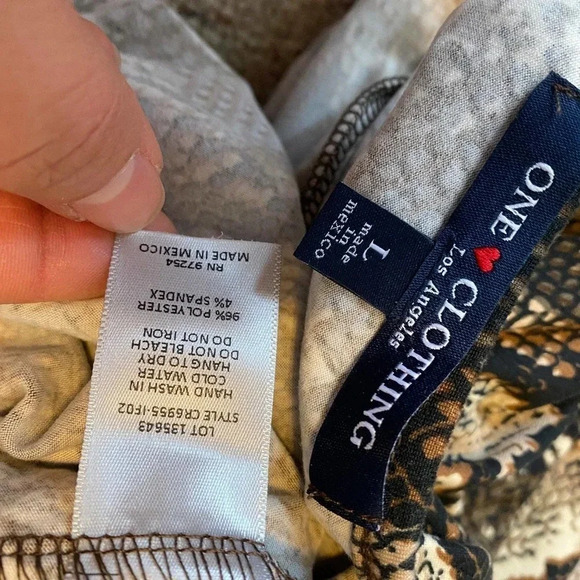 LOT 135643
STYLE CR6955-IF02
HAND WASH IN
COLD WATER
HANG TO DRY
DO NOT BLEACH
DO NOT IRON
96% POLYESTER
4% SPANDEX
RN 97254
MADE IN MEXICO
L
made in
mexico
ONE CLOTHING
Los Angeles